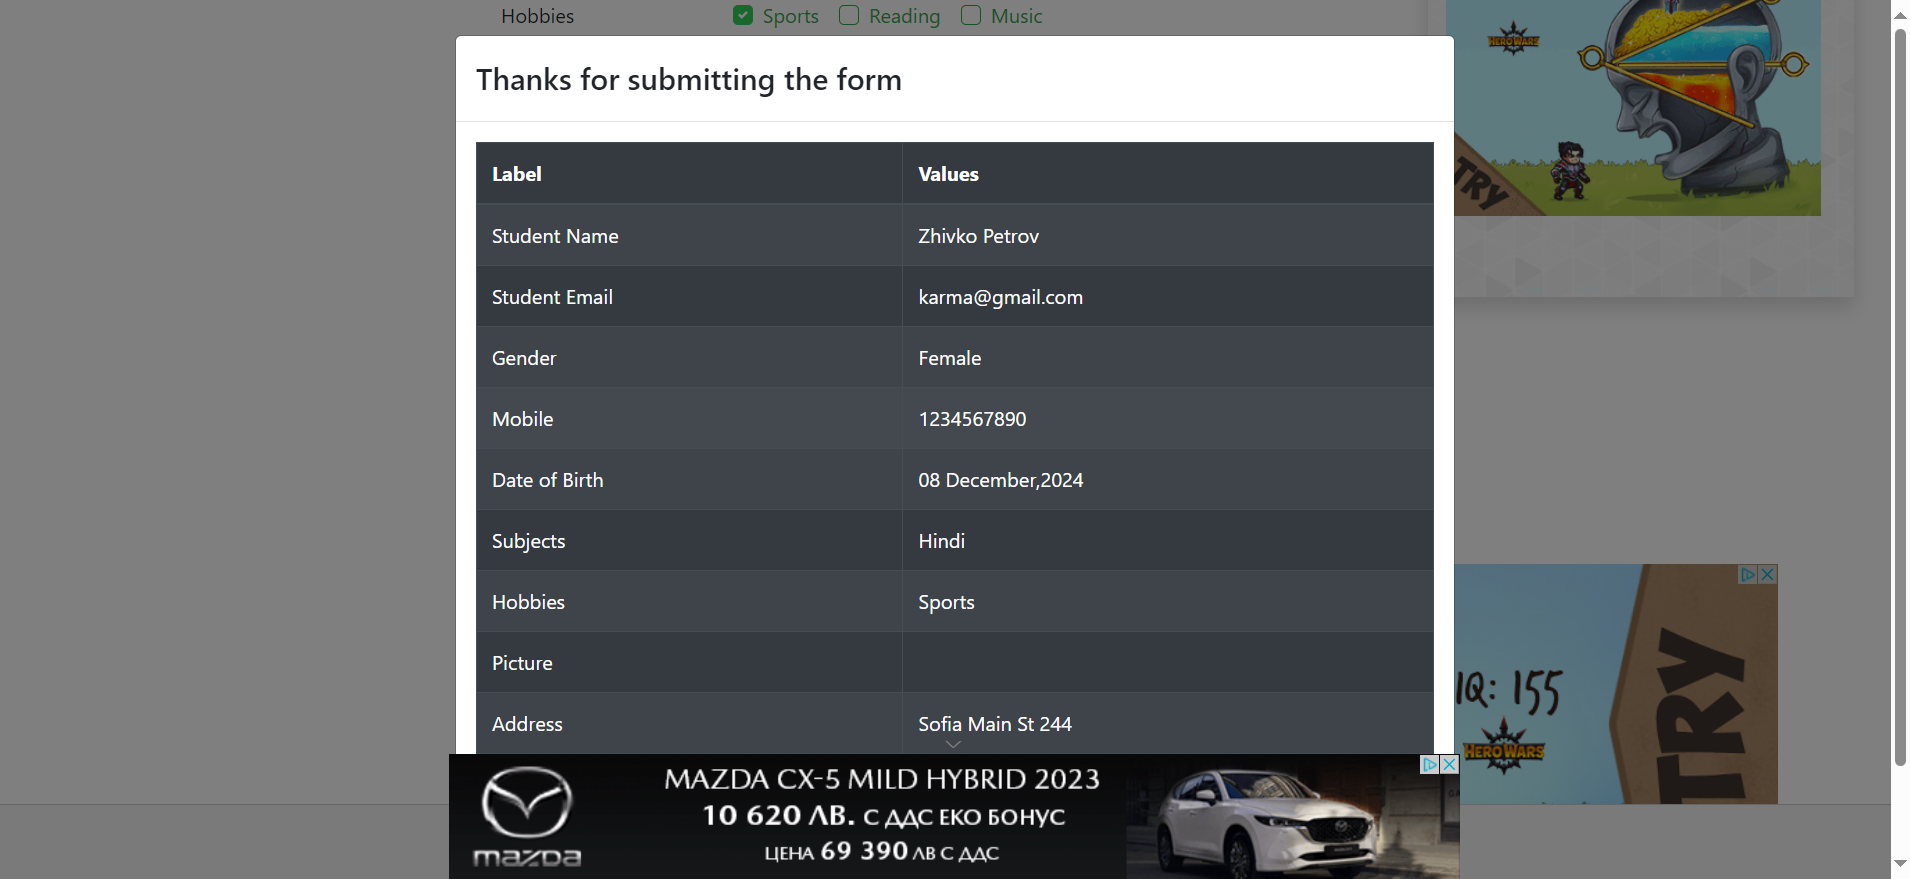 Hobbies Sports Reading Music
HERO WARS
Thanks for submitting the form
Label Values
Student Name Zhivko Petrov
Student Email karma@gmail.com
Gender Female
Mobile 1234567890
Date of Birth 08 December,2024
Subjects Hindi
Hobbies Sports
Picture
Address Sofia Main St 244
TRY
IQ: 155
HERO WARS
TRY
mazda
MAZDA CX-5 MILD HYBRID 2023
10 620 ЛВ. С ДДС ЕКО БОНУС
ЦЕНА 69 390 ЛВ С ДДС